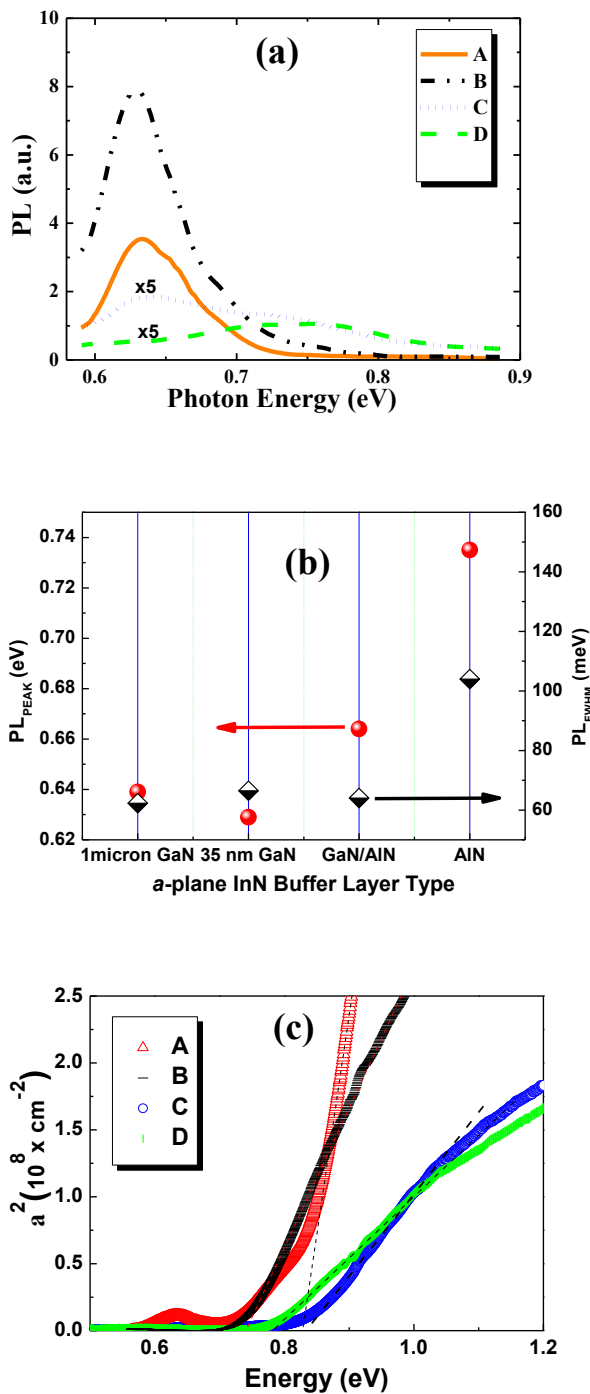 (a)
A
B
C
D
x5
x5
PL (a.u.)
10
8
6
4
2
0
0.6 0.7 0.8 0.9
Photon Energy (eV)
(b)
PL_PEAK (eV)
0.74
0.72
0.70
0.68
0.66
0.64
0.62
160
140
120
100
80
60
PL_FWHM (meV)
1micron GaN 35 nm GaN GaN/AlN AlN
a-plane InN Buffer Layer Type
(c)
A
B
C
D
a^2 (10^8 x cm^-2)
2.5
2.0
1.5
1.0
0.5
0.0
0.6 0.8 1.0 1.2
Energy (eV)